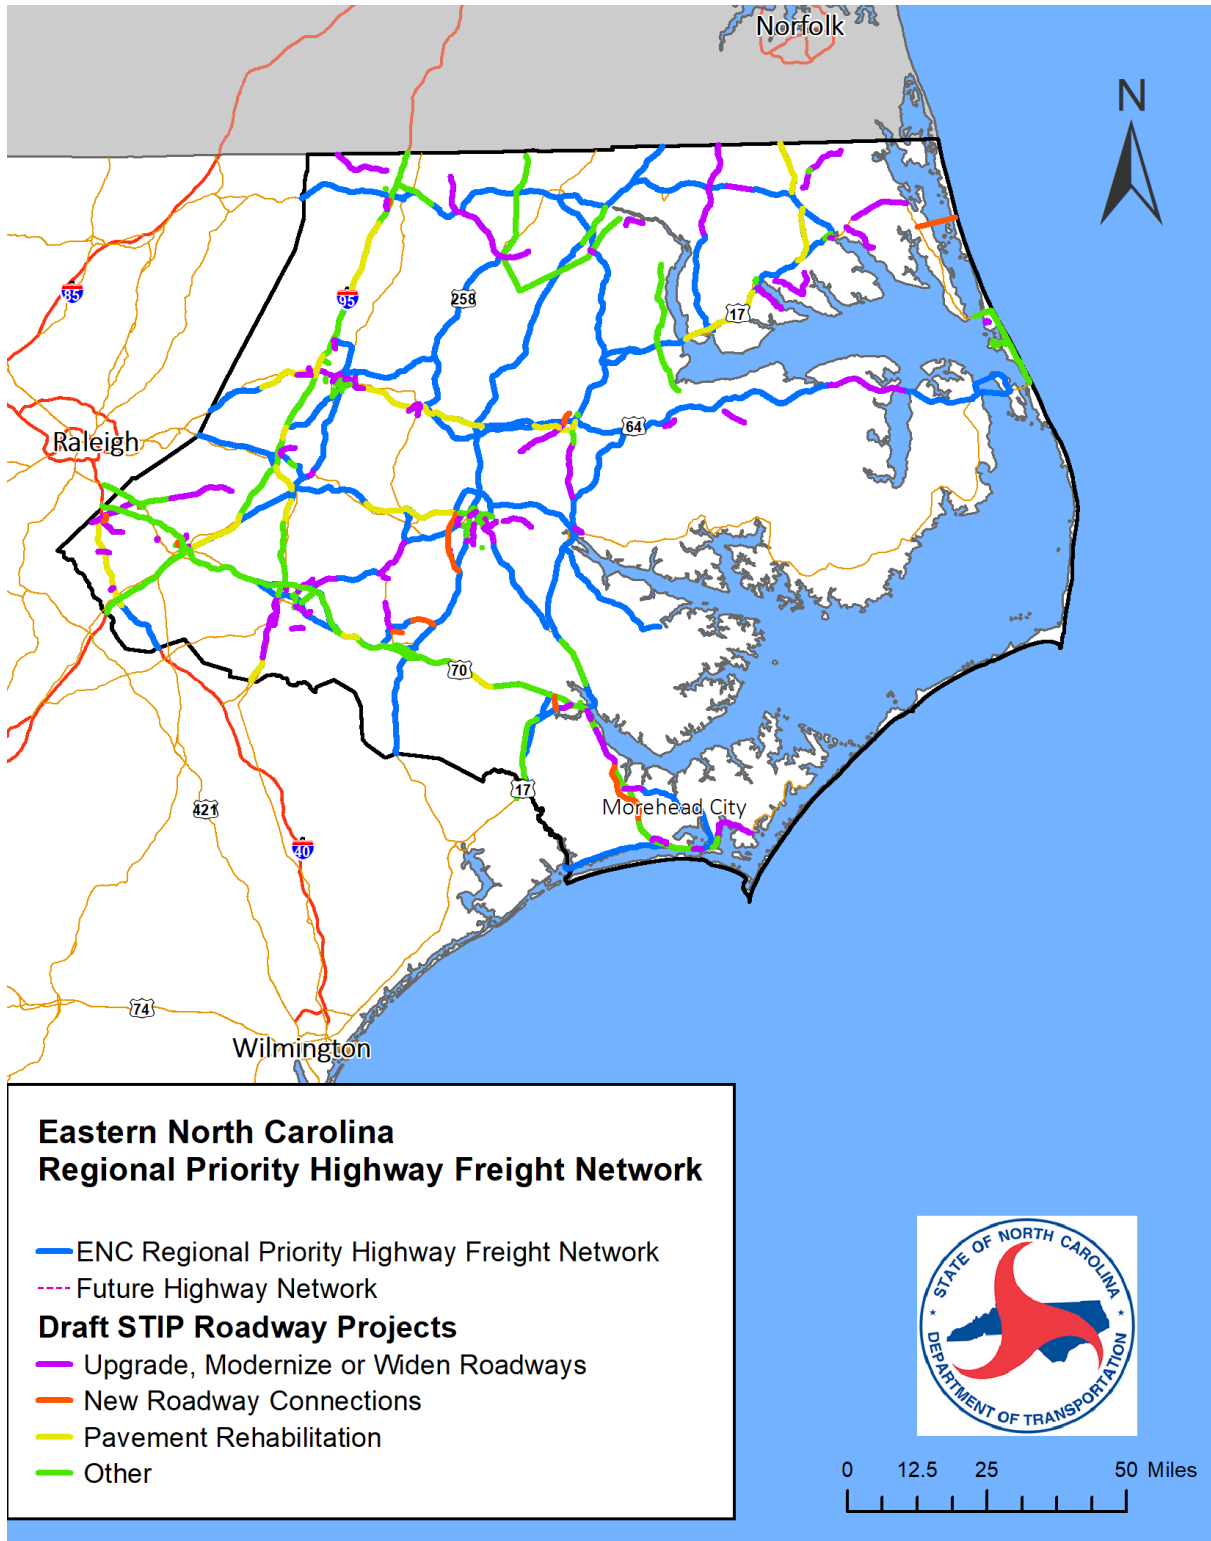 Norfolk
N
85
95
258
17
Raleigh
64
70
17
Morehead City
421
40
74
Wilmington
Eastern North Carolina
Regional Priority Highway Freight Network
ENC Regional Priority Highway Freight Network
Future Highway Network
Draft STIP Roadway Projects
Upgrade, Modernize or Widen Roadways
New Roadway Connections
Pavement Rehabilitation
Other
STATE OF NORTH CAROLINA
DEPARTMENT OF TRANSPORTATION
0 12.5 25 50 Miles